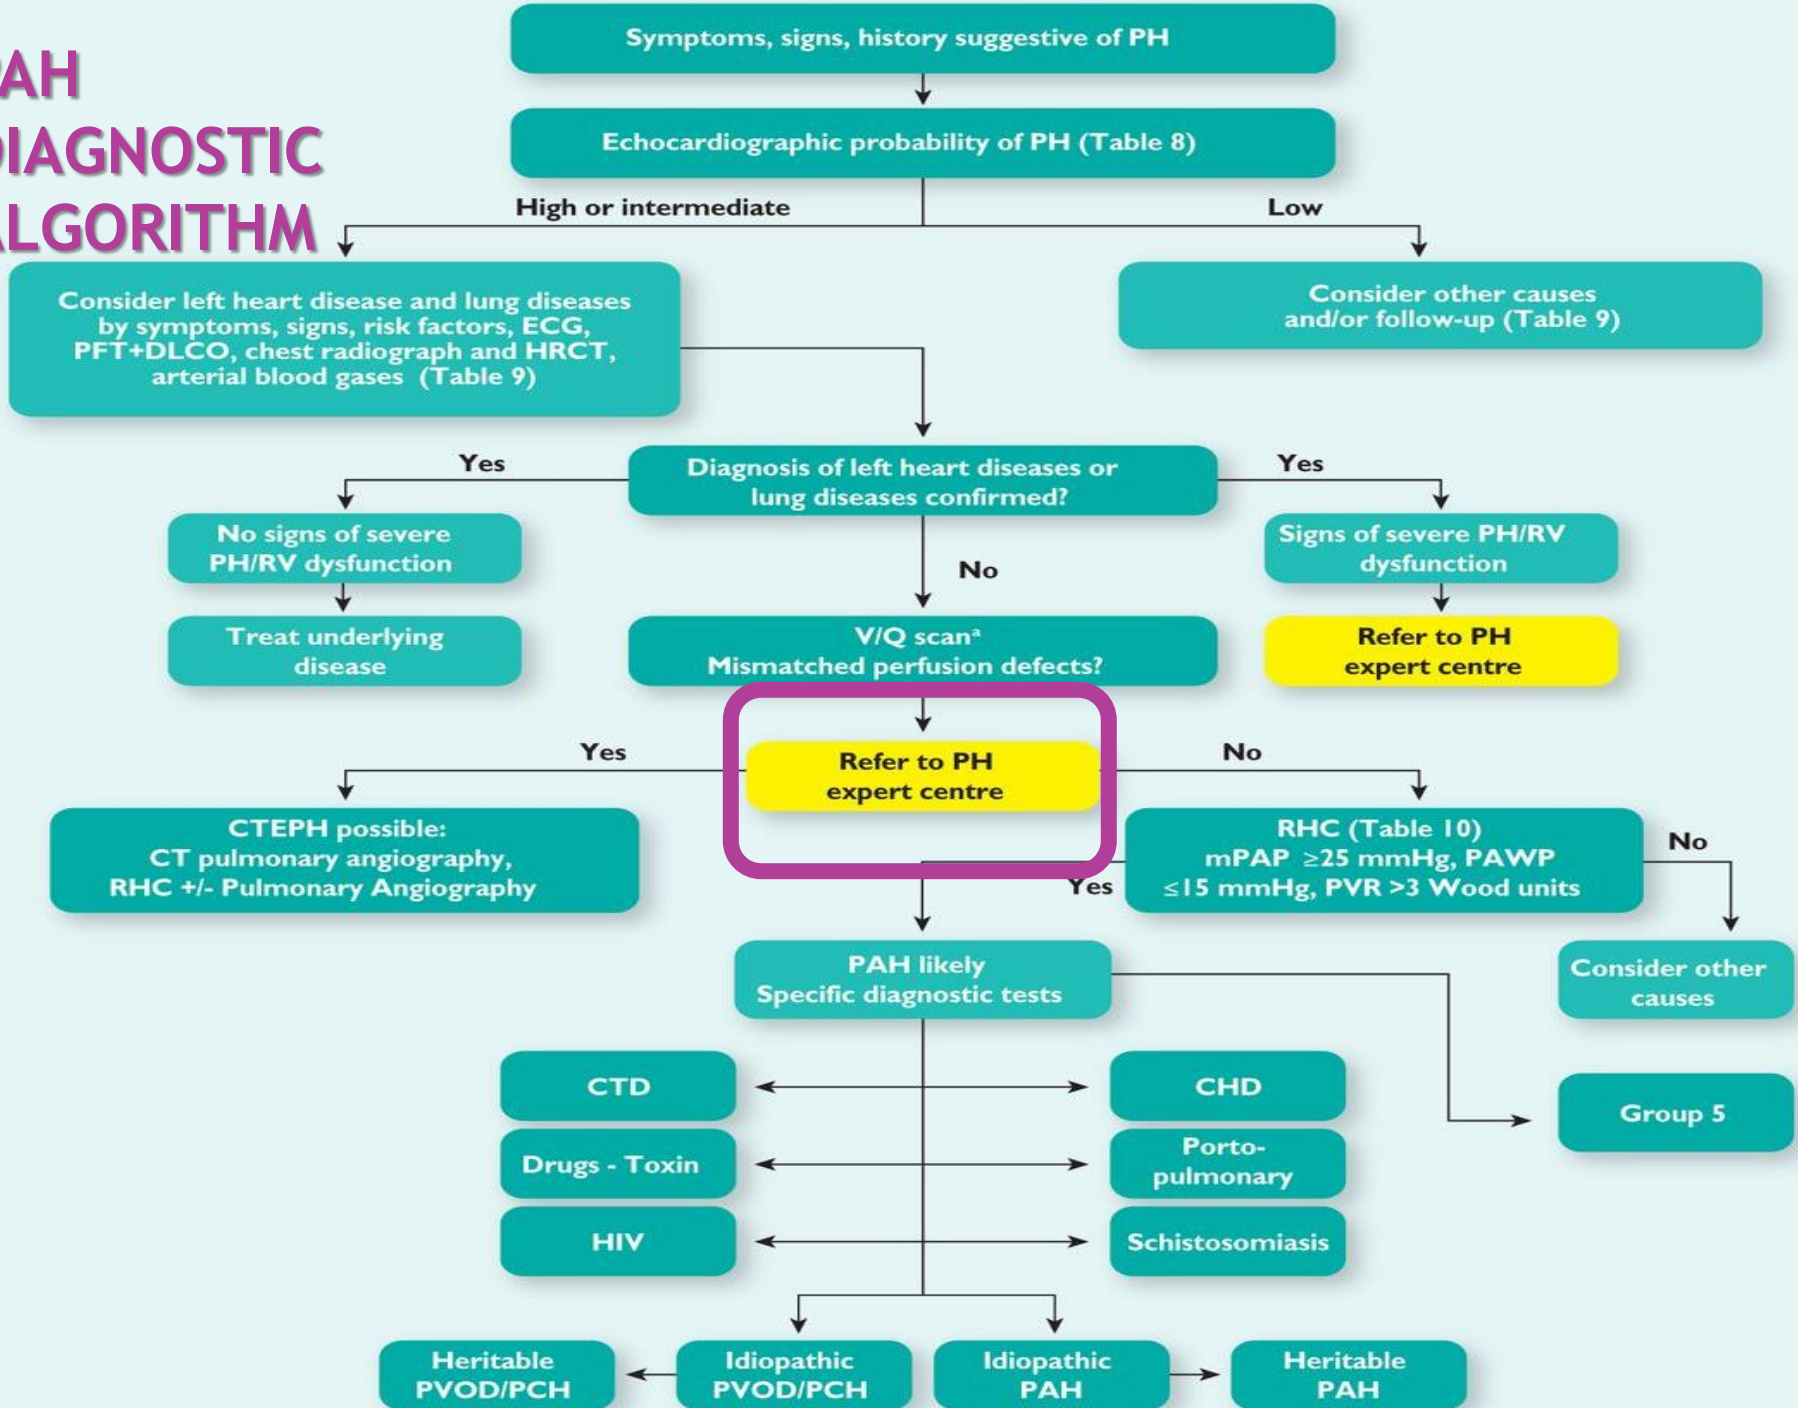 PAH
DIAGNOSTIC
ALGORITHM
Symptoms, signs, history suggestive of PH
Echocardiographic probability of PH (Table 8)
High or intermediate
Low
Consider left heart disease and lung diseases
by symptoms, signs, risk factors, ECG,
PFT+DLCO, chest radiograph and HRCT,
arterial blood gases (Table 9)
Consider other causes
and/or follow-up (Table 9)
Yes
Diagnosis of left heart diseases or
lung diseases confirmed?
Yes
No signs of severe
PH/RV dysfunction
No
Signs of severe PH/RV
dysfunction
Treat underlying
disease
V/Q scanᵃ
Mismatched perfusion defects?
Refer to PH
expert centre
Yes
Refer to PH
expert centre
No
CTEPH possible:
CT pulmonary angiography,
RHC +/- Pulmonary Angiography
RHC (Table 10)
mPAP ≥25 mmHg, PAWP
≤15 mmHg, PVR >3 Wood units
No
Yes
PAH likely
Specific diagnostic tests
Consider other
causes
CTD
CHD
Group 5
Drugs - Toxin
Porto-
pulmonary
HIV
Schistosomiasis
Heritable
PVOD/PCH
Idiopathic
PVOD/PCH
Idiopathic
PAH
Heritable
PAH